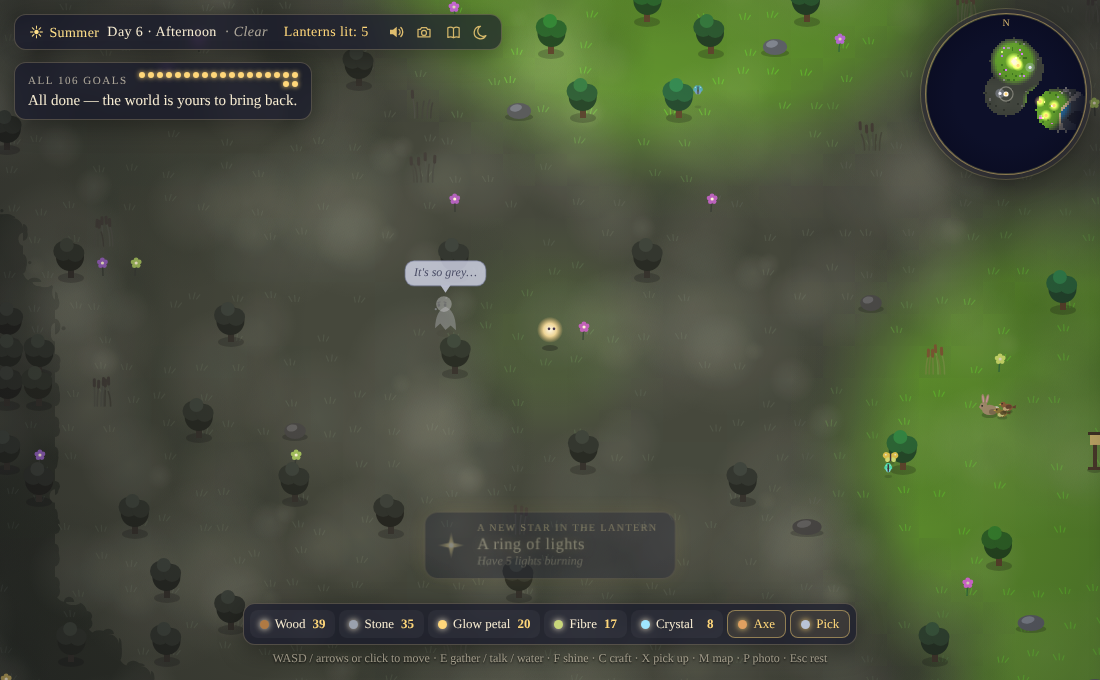 Summer Day 6 · Afternoon · Clear Lanterns lit: 5
ALL 106 GOALS
All done — the world is yours to bring back.
N
It's so grey…
A NEW STAR IN THE LANTERN
A ring of lights
Have 5 lights burning
Wood 39 Stone 35 Glow petal 20 Fibre 17 Crystal 8 Axe Pick
WASD / arrows or click to move · E gather / talk / water · F shine · C craft · X pick up · M map · P photo · Esc rest